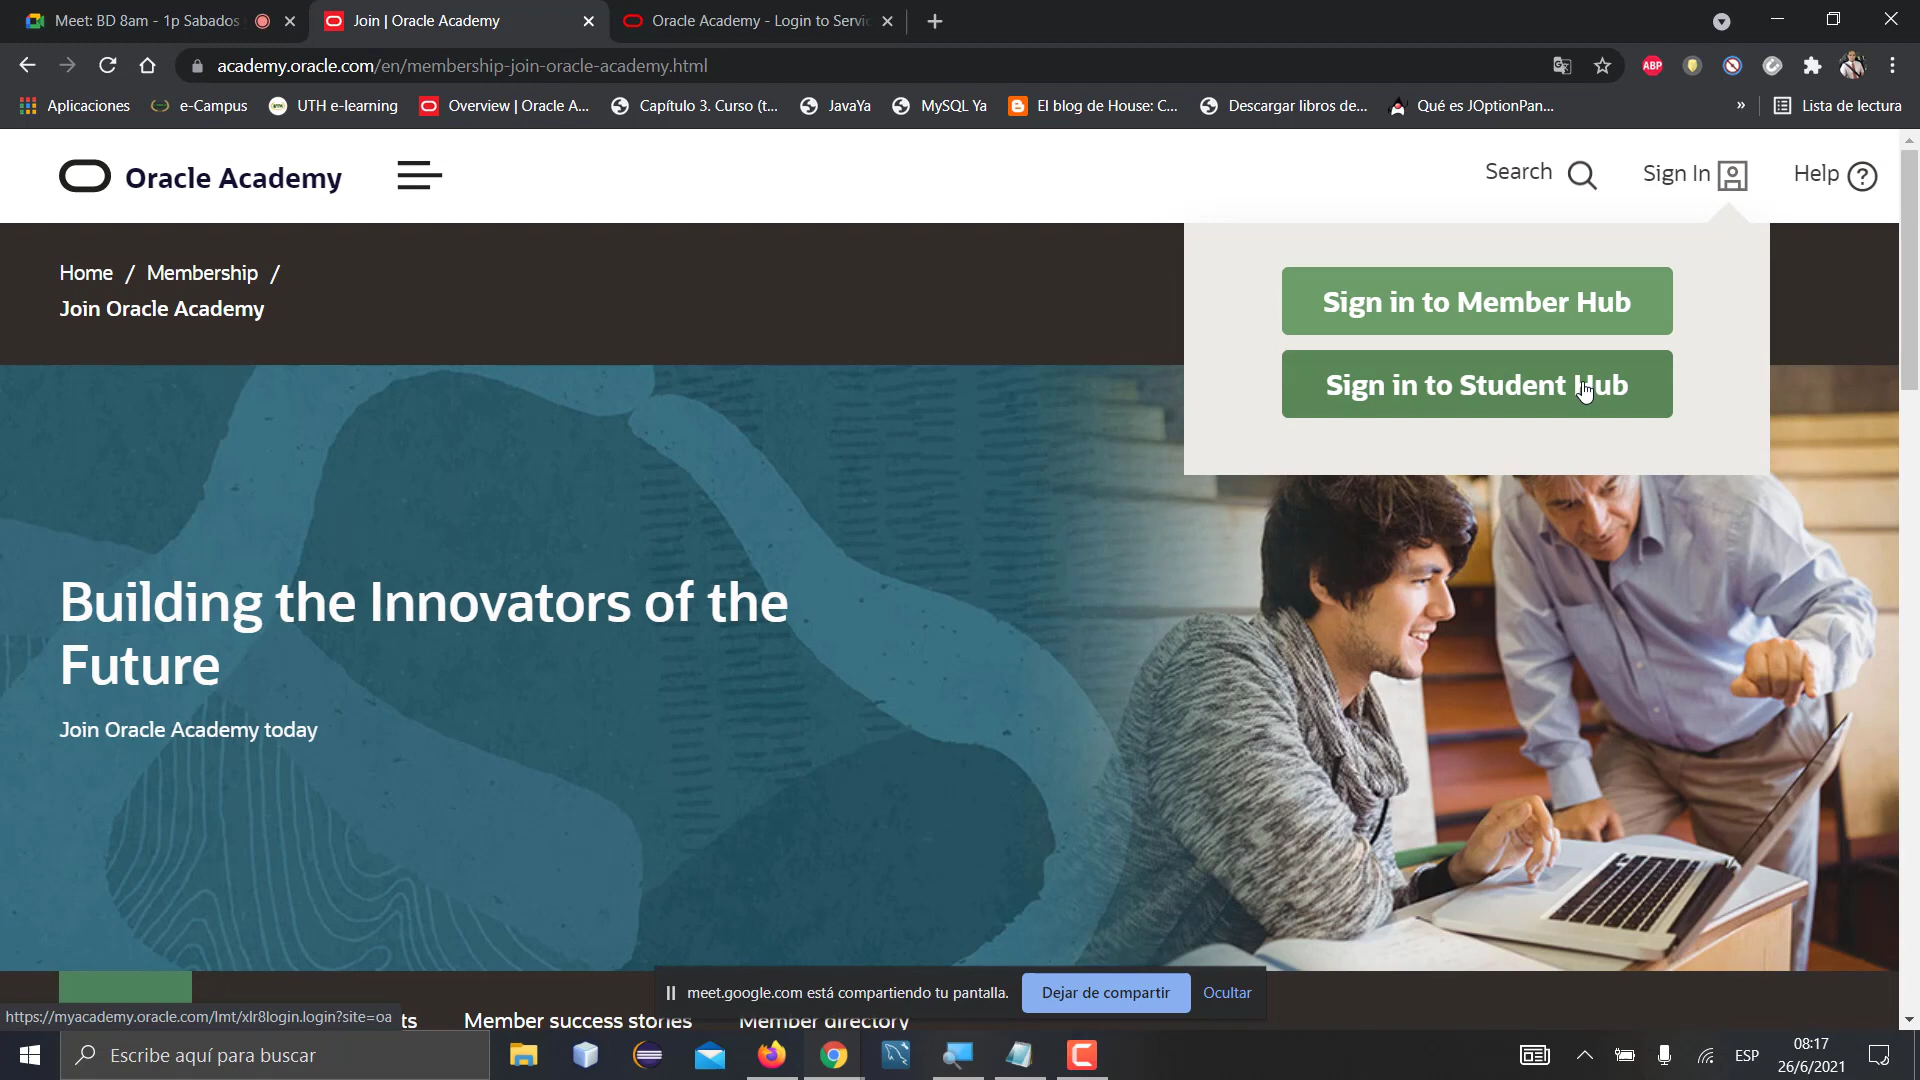 Meet: BD 8am - 1p Sabados
Join | Oracle Academy
Oracle Academy - Login to Servic
academy.oracle.com/en/membership-join-oracle-academy.html
ABP
Aplicaciones
e-Campus
UTH e-learning
Overview | Oracle A...
Capítulo 3. Curso (t...
JavaYa
MySQL Ya
El blog de House: C...
Descargar libros de...
Qué es JOptionPan...
»
Lista de lectura
Oracle Academy
Search
Sign In
Help ?
Home / Membership /
Join Oracle Academy
Sign in to Member Hub
Sign in to Student Hub
Building the Innovators of the
Future
Join Oracle Academy today
meet.google.com está compartiendo tu pantalla.
Dejar de compartir
Ocultar
https://myacademy.oracle.com/lmt/xlr8login.login?site=oa
ts
Member success stories
Member directory
Escribe aquí para buscar
ESP
08:17
26/6/2021